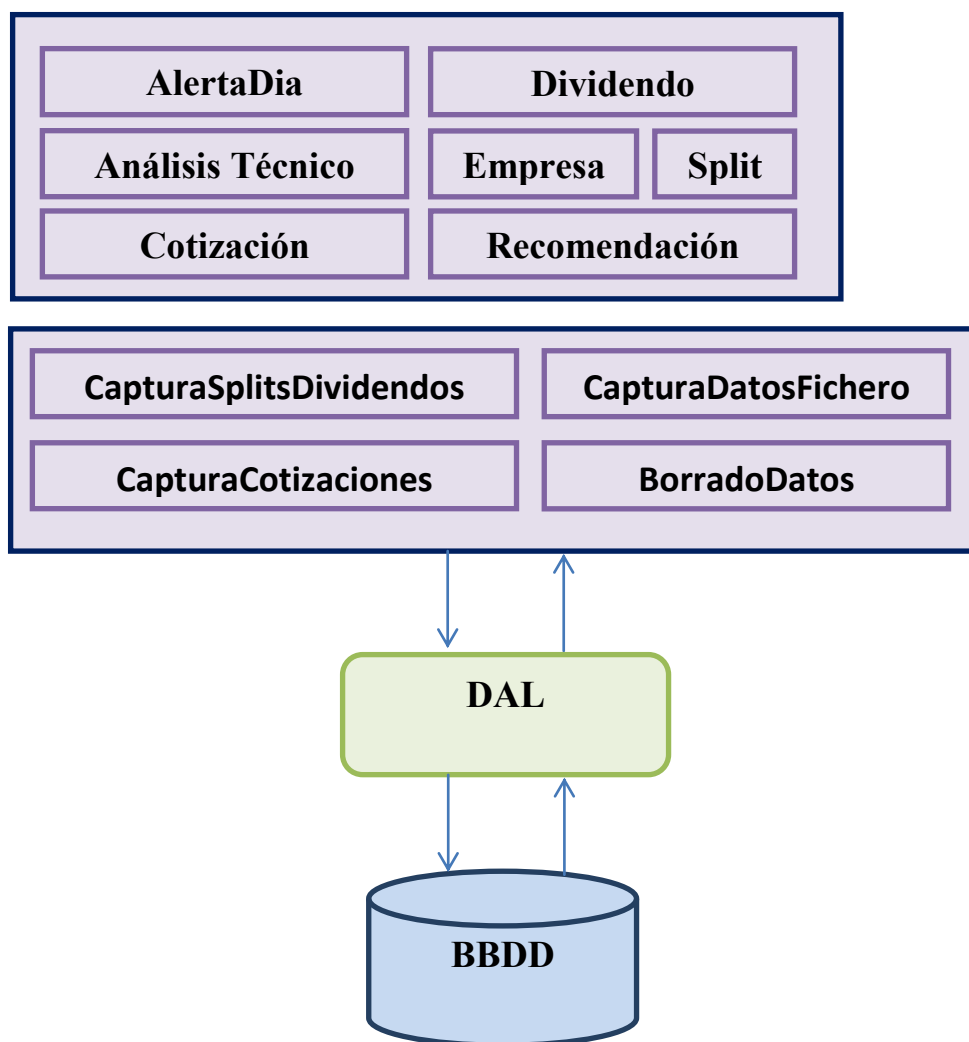 AlertaDia
Dividendo
Análisis Técnico
Empresa
Split
Cotización
Recomendación
CapturaSplitsDividendos
CapturaDatosFichero
CapturaCotizaciones
BorradoDatos
DAL
BBDD